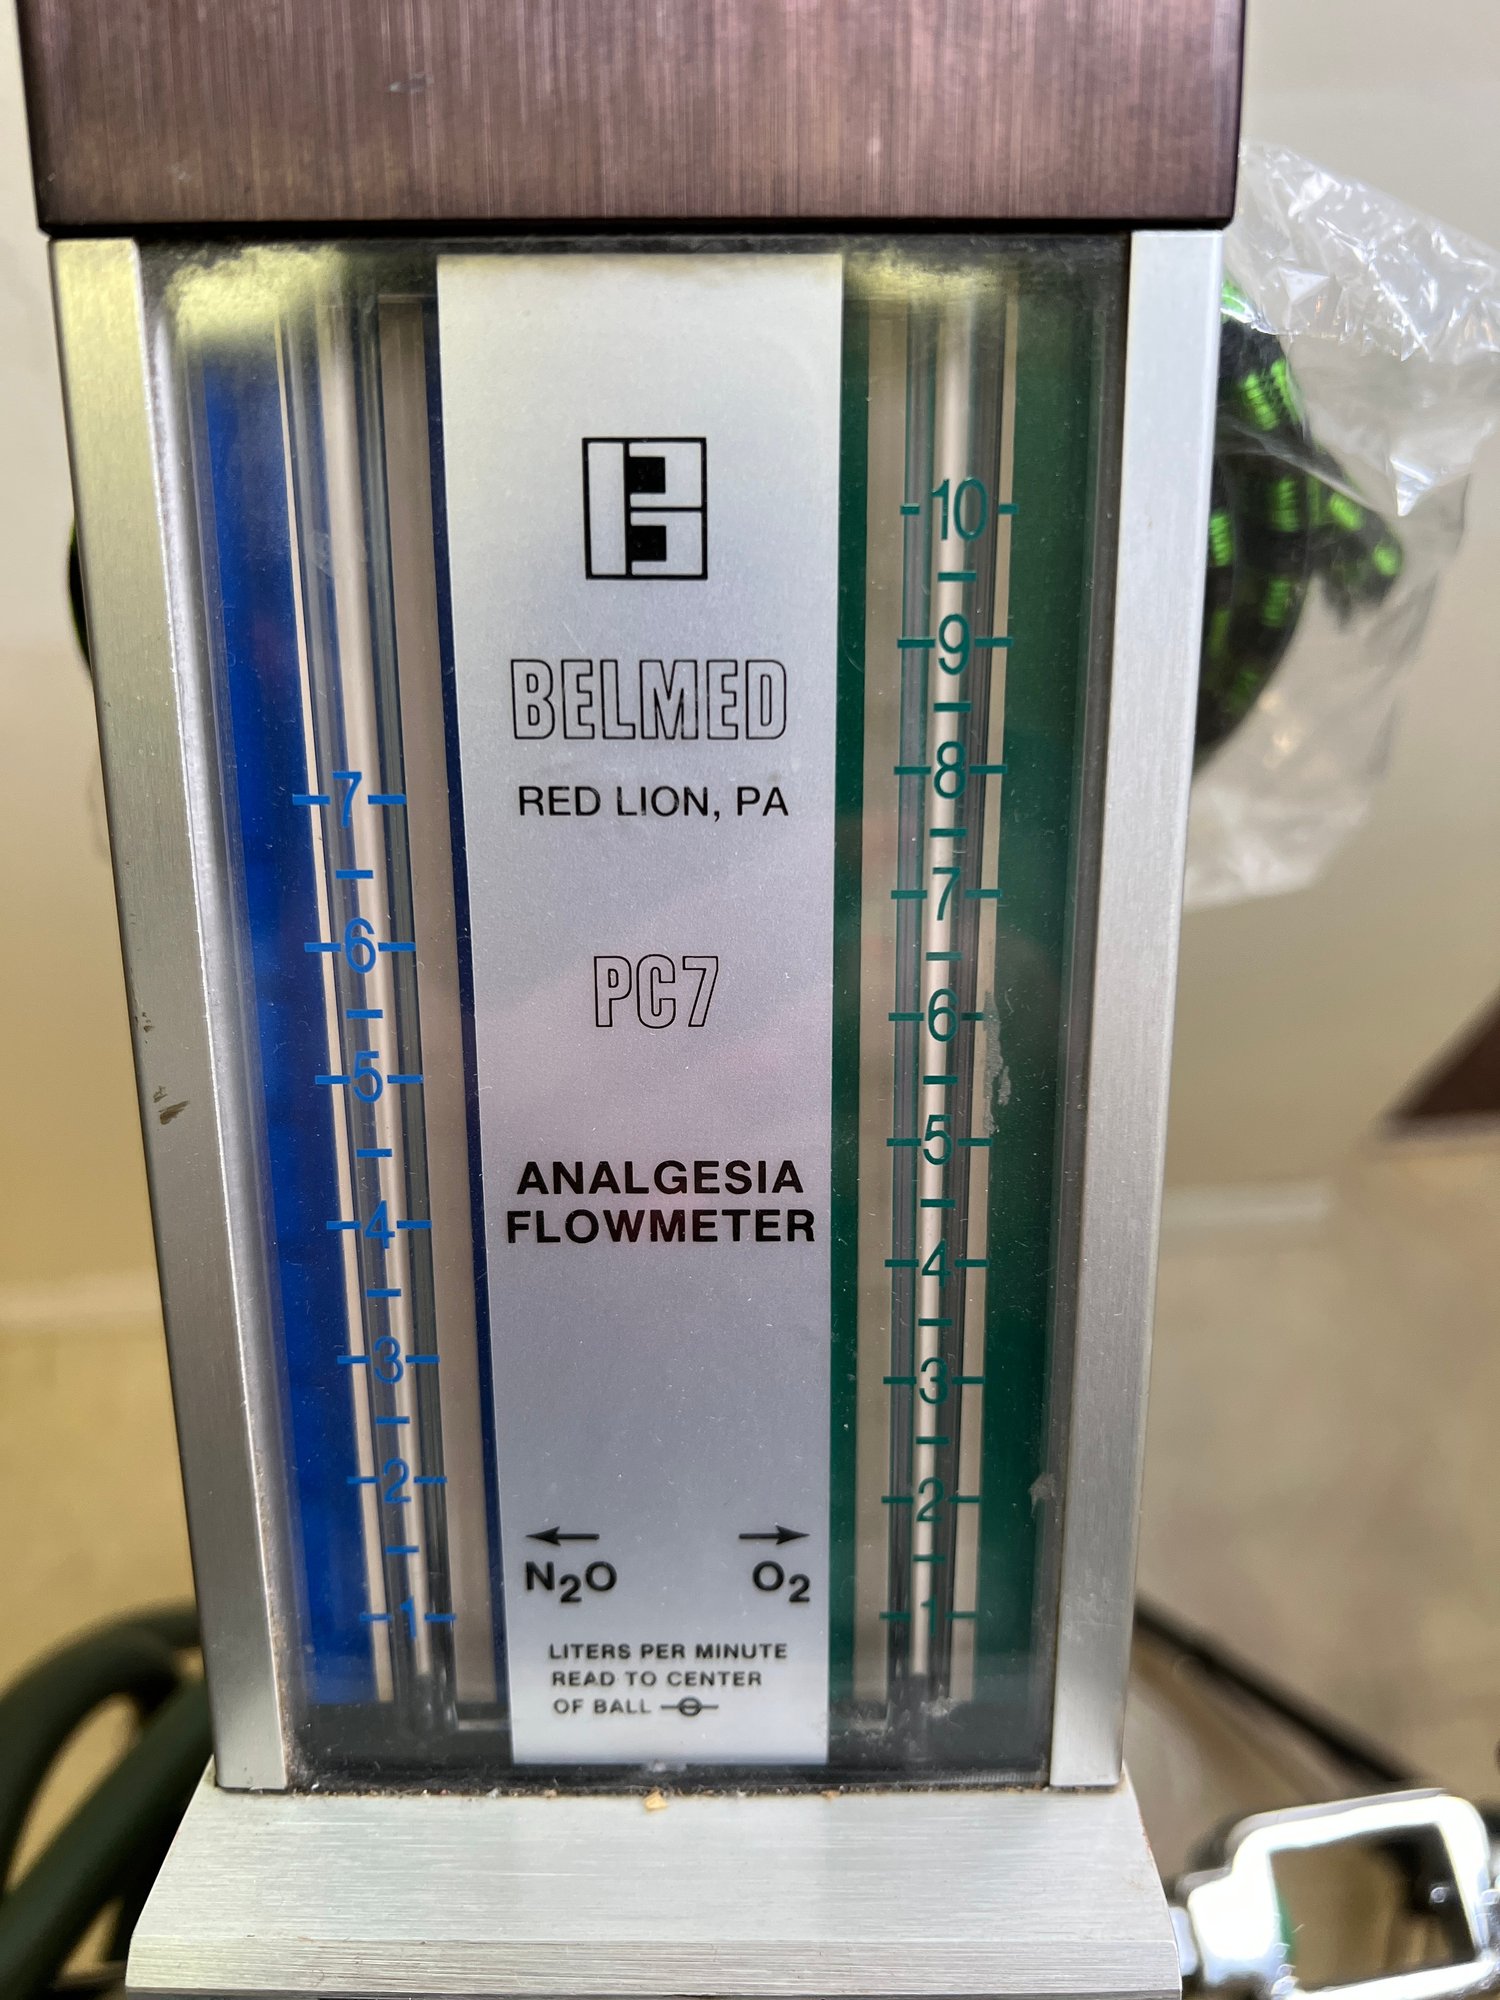 BELMED
RED LION, PA
PC7
ANALGESIA
FLOWMETER
← →
N₂O O₂
LITERS PER MINUTE
READ TO CENTER
OF BALL
7
6
5
4
3
2
1
10
9
8
7
6
5
4
3
2
1